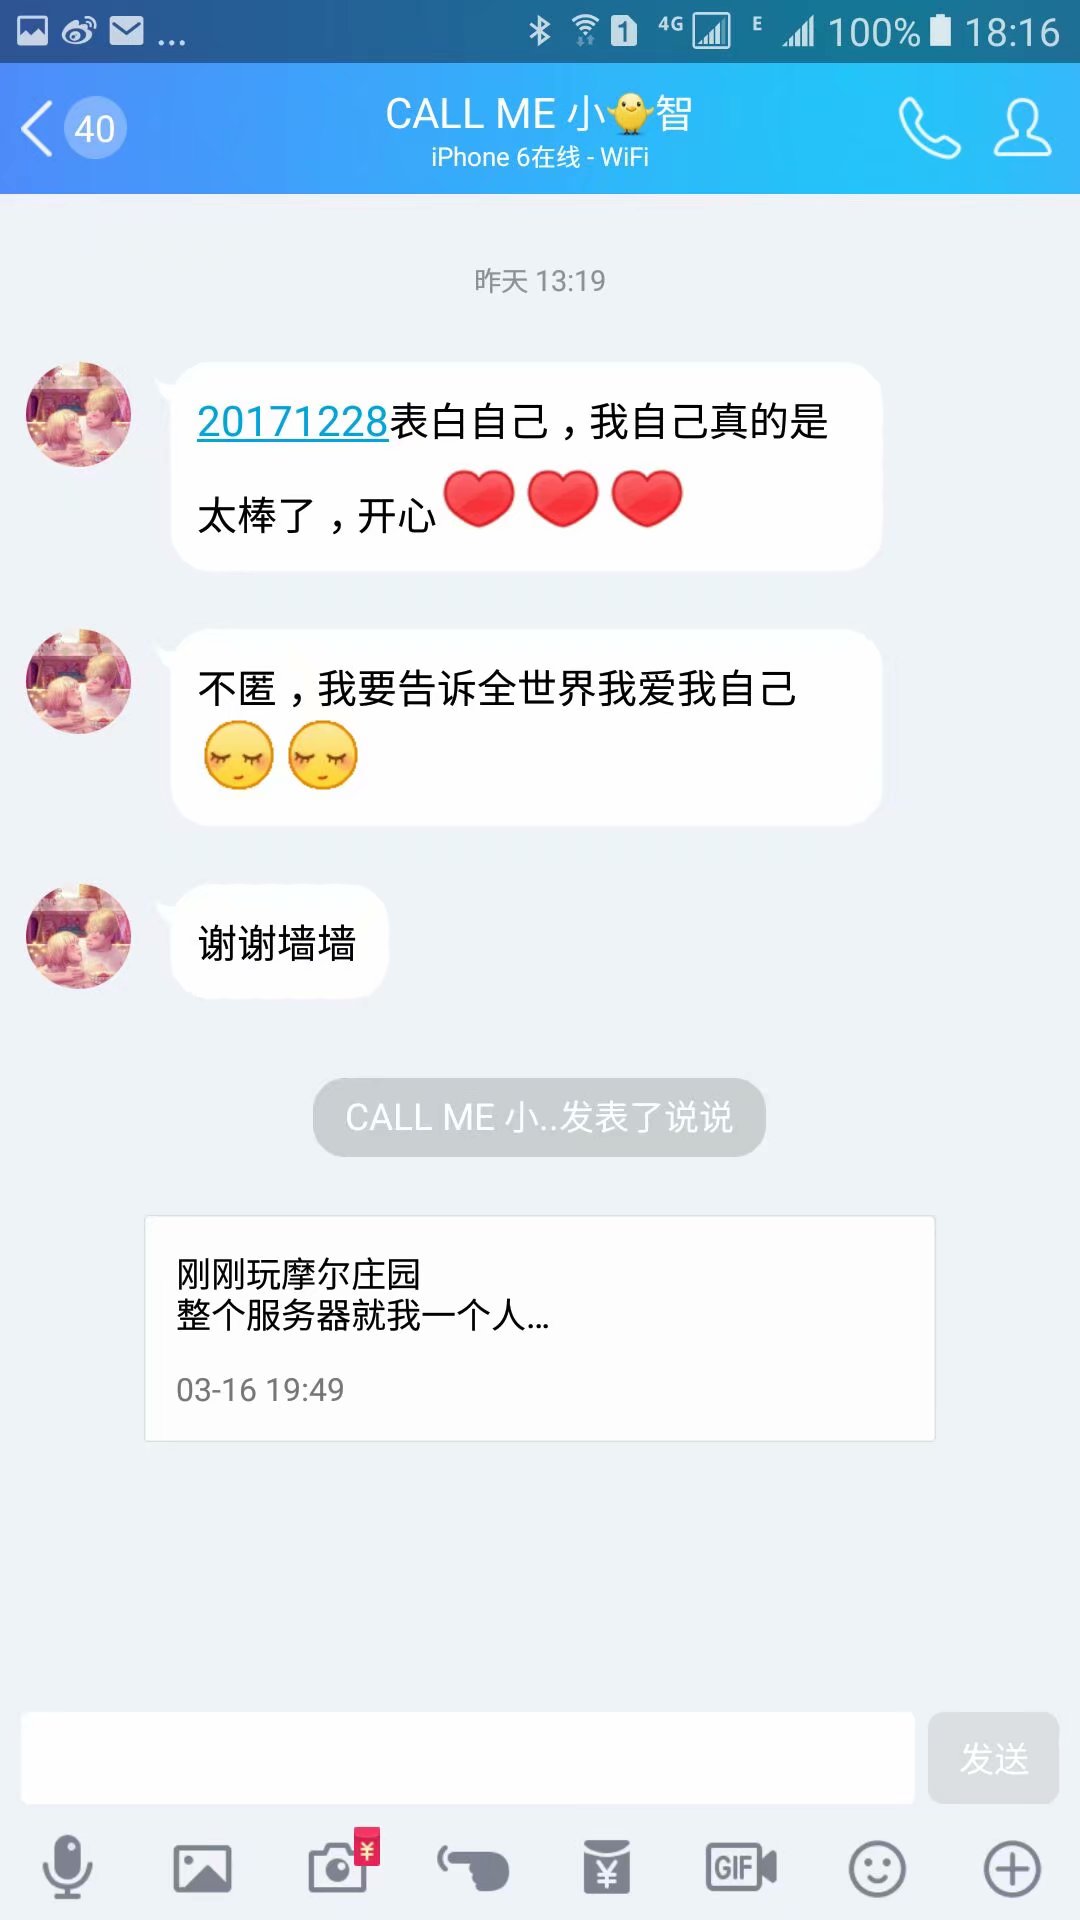 ... 1 4G E 100% 18:16
40
CALL ME 小🐥智
iPhone 6在线 - WiFi
昨天 13:19
20171228表白自己，我自己真的是
太棒了，开心❤❤❤
不匿，我要告诉全世界我爱我自己
谢谢墙墙
CALL ME 小..发表了说说
刚刚玩摩尔庄园
整个服务器就我一个人...
03-16 19:49
发送
¥
¥
GIF